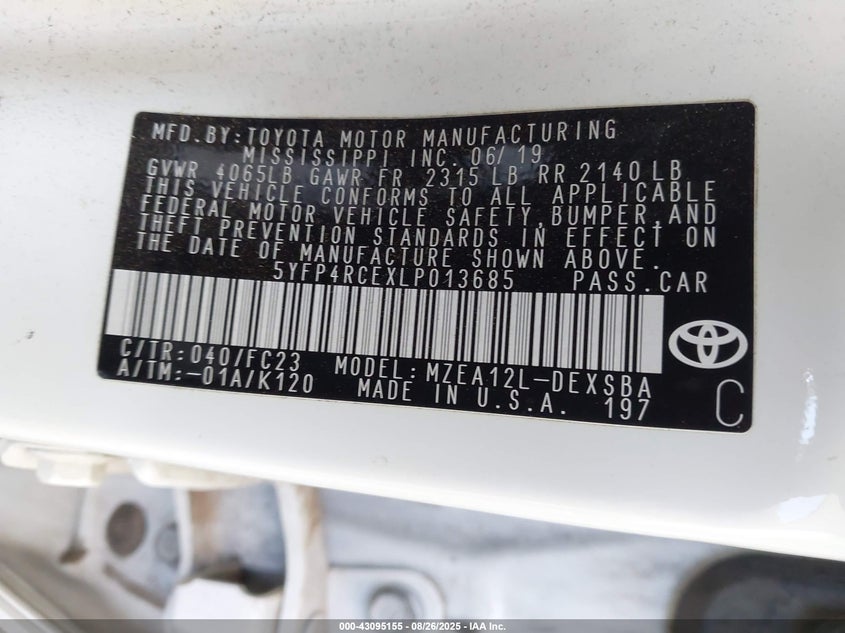 MFD.BY:TOYOTA MOTOR MANUFACTURING
MISSISSIPPI INC. 06/19
GVWR 4065LB GAWR FR 2315 LB RR 2140 LB
THIS VEHICLE CONFORMS TO ALL APPLICABLE
FEDERAL MOTOR VEHICLE SAFETY,BUMPER,AND
THEFT PREVENTION STANDARDS IN EFFECT ON
THE DATE OF MANUFACTURE SHOWN ABOVE.
5YFP4RCEXLP013685 PASS.CAR
C/TR:040/FC23 MODEL:MZEA12L-DEXSBA
A/TM:-01A/K120 MADE IN U.S.A. 197
C
000-43095155 - 08/26/2025 - IAA Inc.